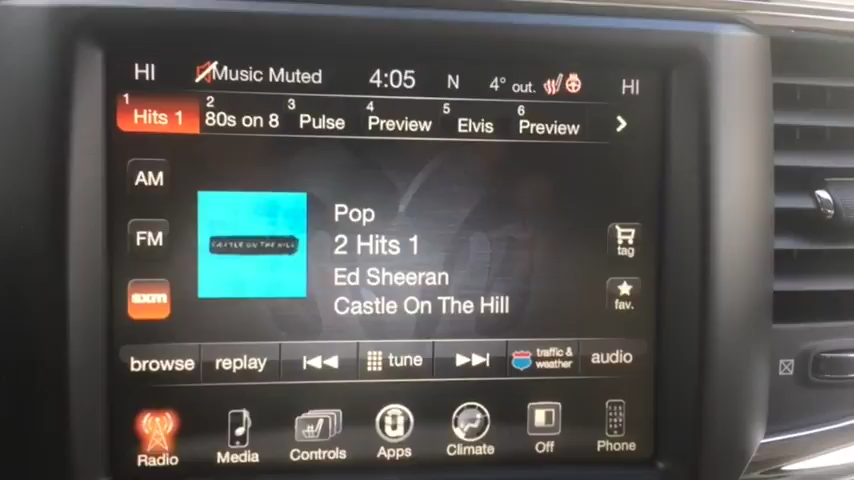 HI Music Muted 4:05 N 4° out. HI
1 Hits 1 2 80s on 8 3 Pulse 4 Preview 5 Elvis 6 Preview
AM
FM
sxm
CASTLE ON THE HILL
Pop
2 Hits 1
Ed Sheeran
Castle On The Hill
tag
fav.
browse replay tune traffic & weather audio
Radio Media Controls Apps Climate Off Phone